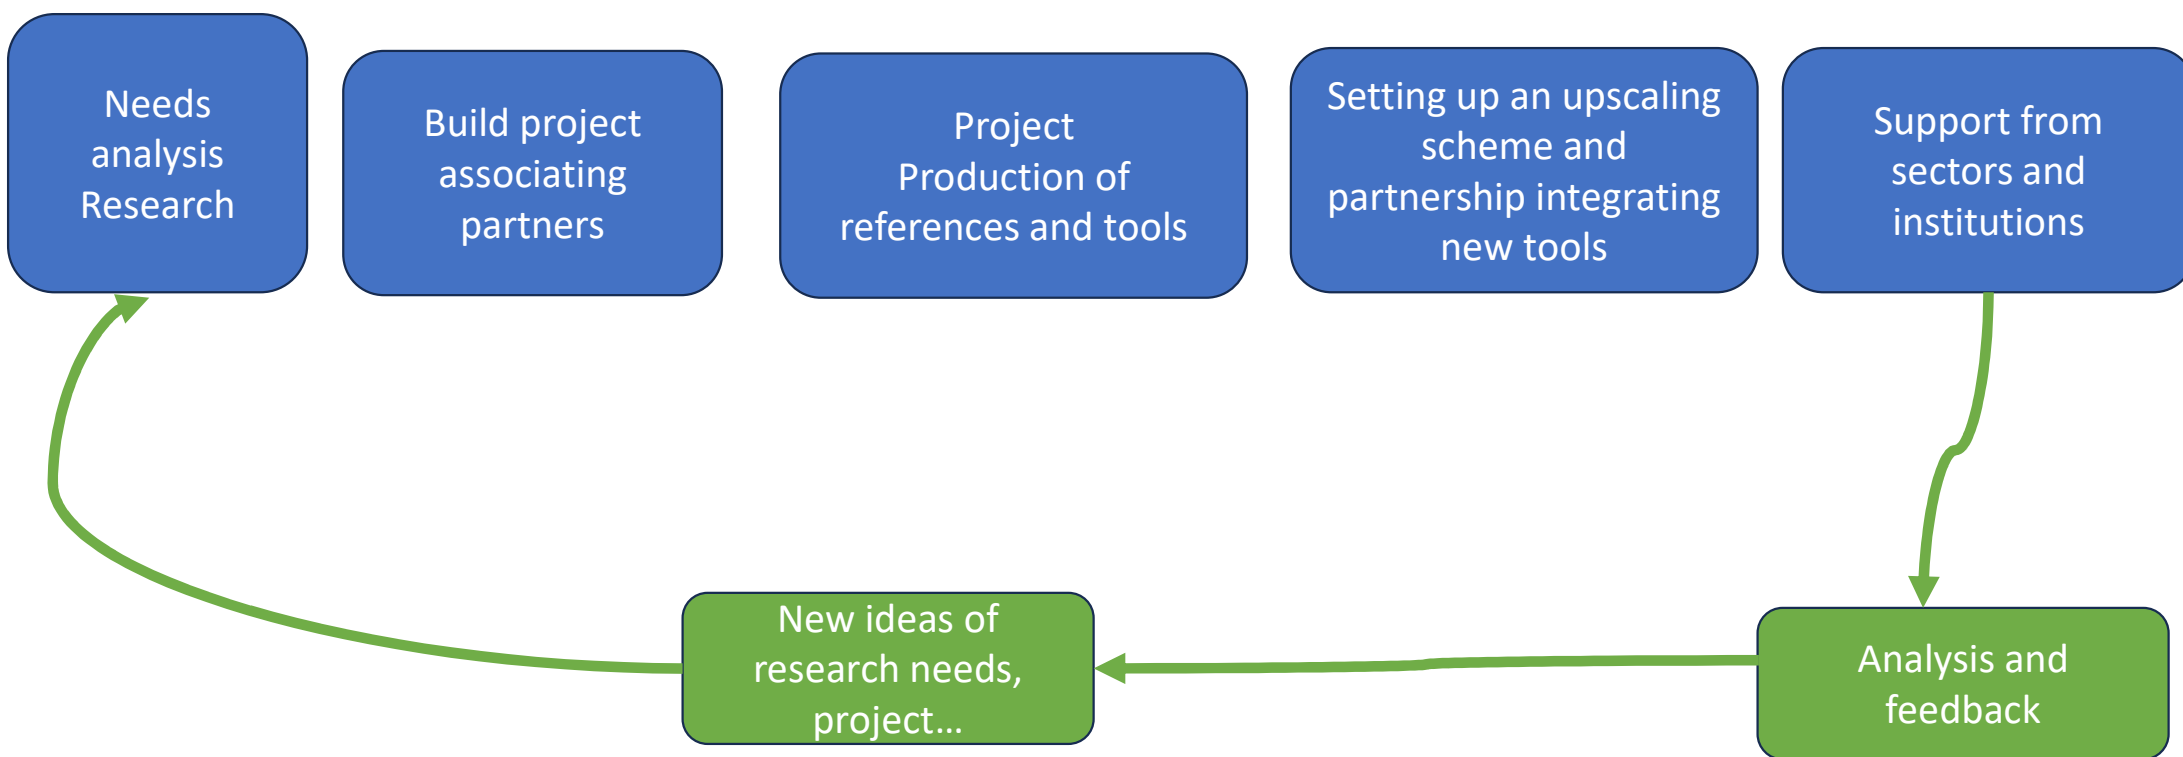 Needs
analysis
Research
Build project
associating
partners
Project
Production of
references and tools
Setting up an upscaling
scheme and
partnership integrating
new tools
Support from
sectors and
institutions
New ideas of
research needs,
project...
Analysis and
feedback